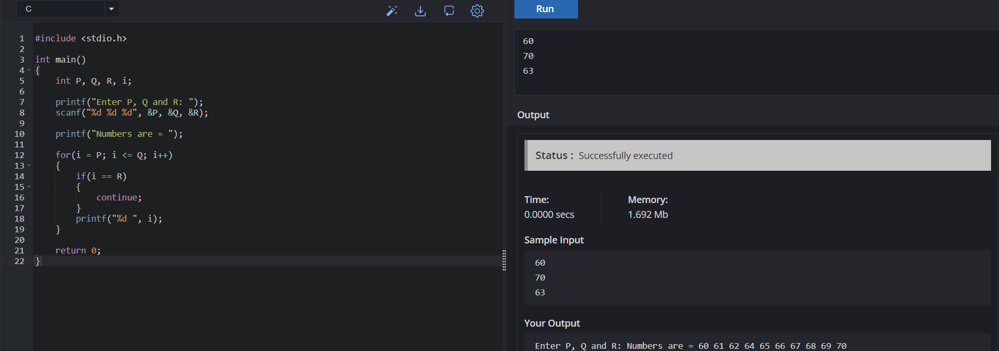 C
1 #include <stdio.h>
2
3 int main()
4 {
5     int P, Q, R, i;
6
7     printf("Enter P, Q and R: ");
8     scanf("%d %d %d", &P, &Q, &R);
9
10     printf("Numbers are = ");
11
12     for(i = P; i <= Q; i++)
13     {
14         if(i == R)
15         {
16             continue;
17         }
18         printf("%d ", i);
19     }
20
21     return 0;
22 }
Run
60
70
63
Output
Status : Successfully executed
Time: Memory:
0.0000 secs 1.692 Mb
Sample Input
60
70
63
Your Output
Enter P, Q and R: Numbers are = 60 61 62 64 65 66 67 68 69 70